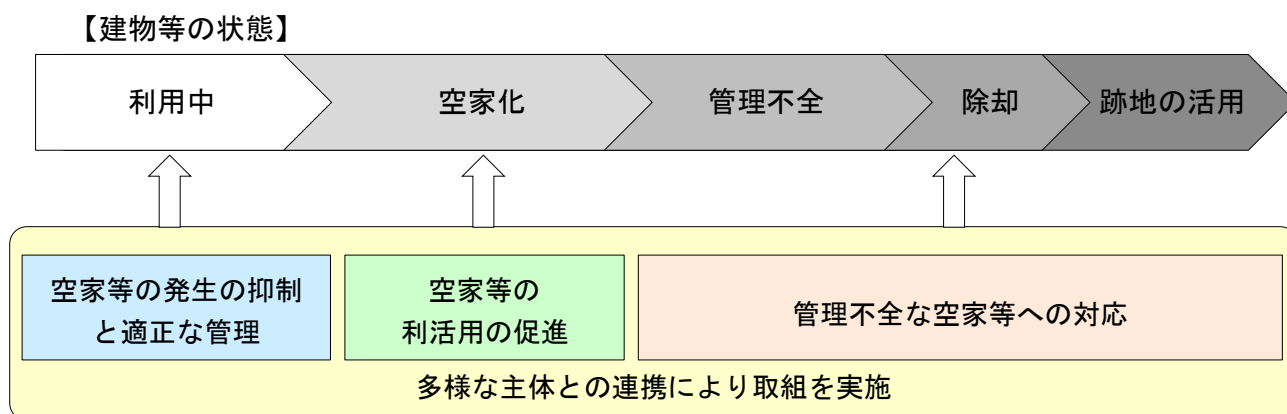 【建物等の状態】
利用中
空家化
管理不全
除却
跡地の活用
空家等の発生の抑制
と適正な管理
空家等の
利活用の促進
管理不全な空家等への対応
多様な主体との連携により取組を実施